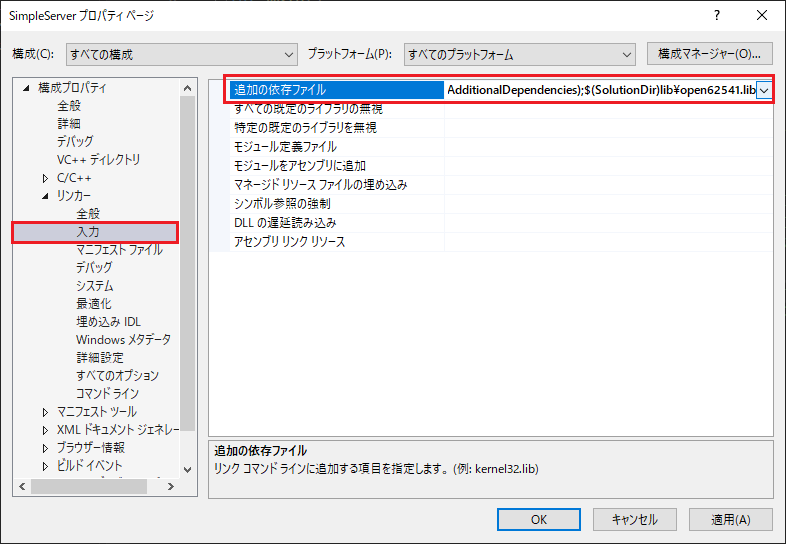 SimpleServer プロパティ ページ
構成(C): すべての構成 プラットフォーム(P): すべてのプラットフォーム 構成マネージャー(O)...
構成プロパティ
全般
詳細
デバッグ
VC++ ディレクトリ
C/C++
リンカー
全般
入力
マニフェスト ファイル
デバッグ
システム
最適化
埋め込み IDL
Windows メタデータ
詳細設定
すべてのオプション
コマンド ライン
マニフェスト ツール
XML ドキュメント ジェネレー
ブラウザー情報
ビルド イベント
追加の依存ファイル AdditionalDependencies);$(SolutionDir)lib¥open62541.lib
すべての既定のライブラリの無視
特定の既定のライブラリを無視
モジュール定義ファイル
モジュールをアセンブリに追加
マネージド リソース ファイルの埋め込み
シンボル参照の強制
DLL の遅延読み込み
アセンブリ リンク リソース
追加の依存ファイル
リンク コマンド ラインに追加する項目を指定します。 (例: kernel32.lib)
OK キャンセル 適用(A)